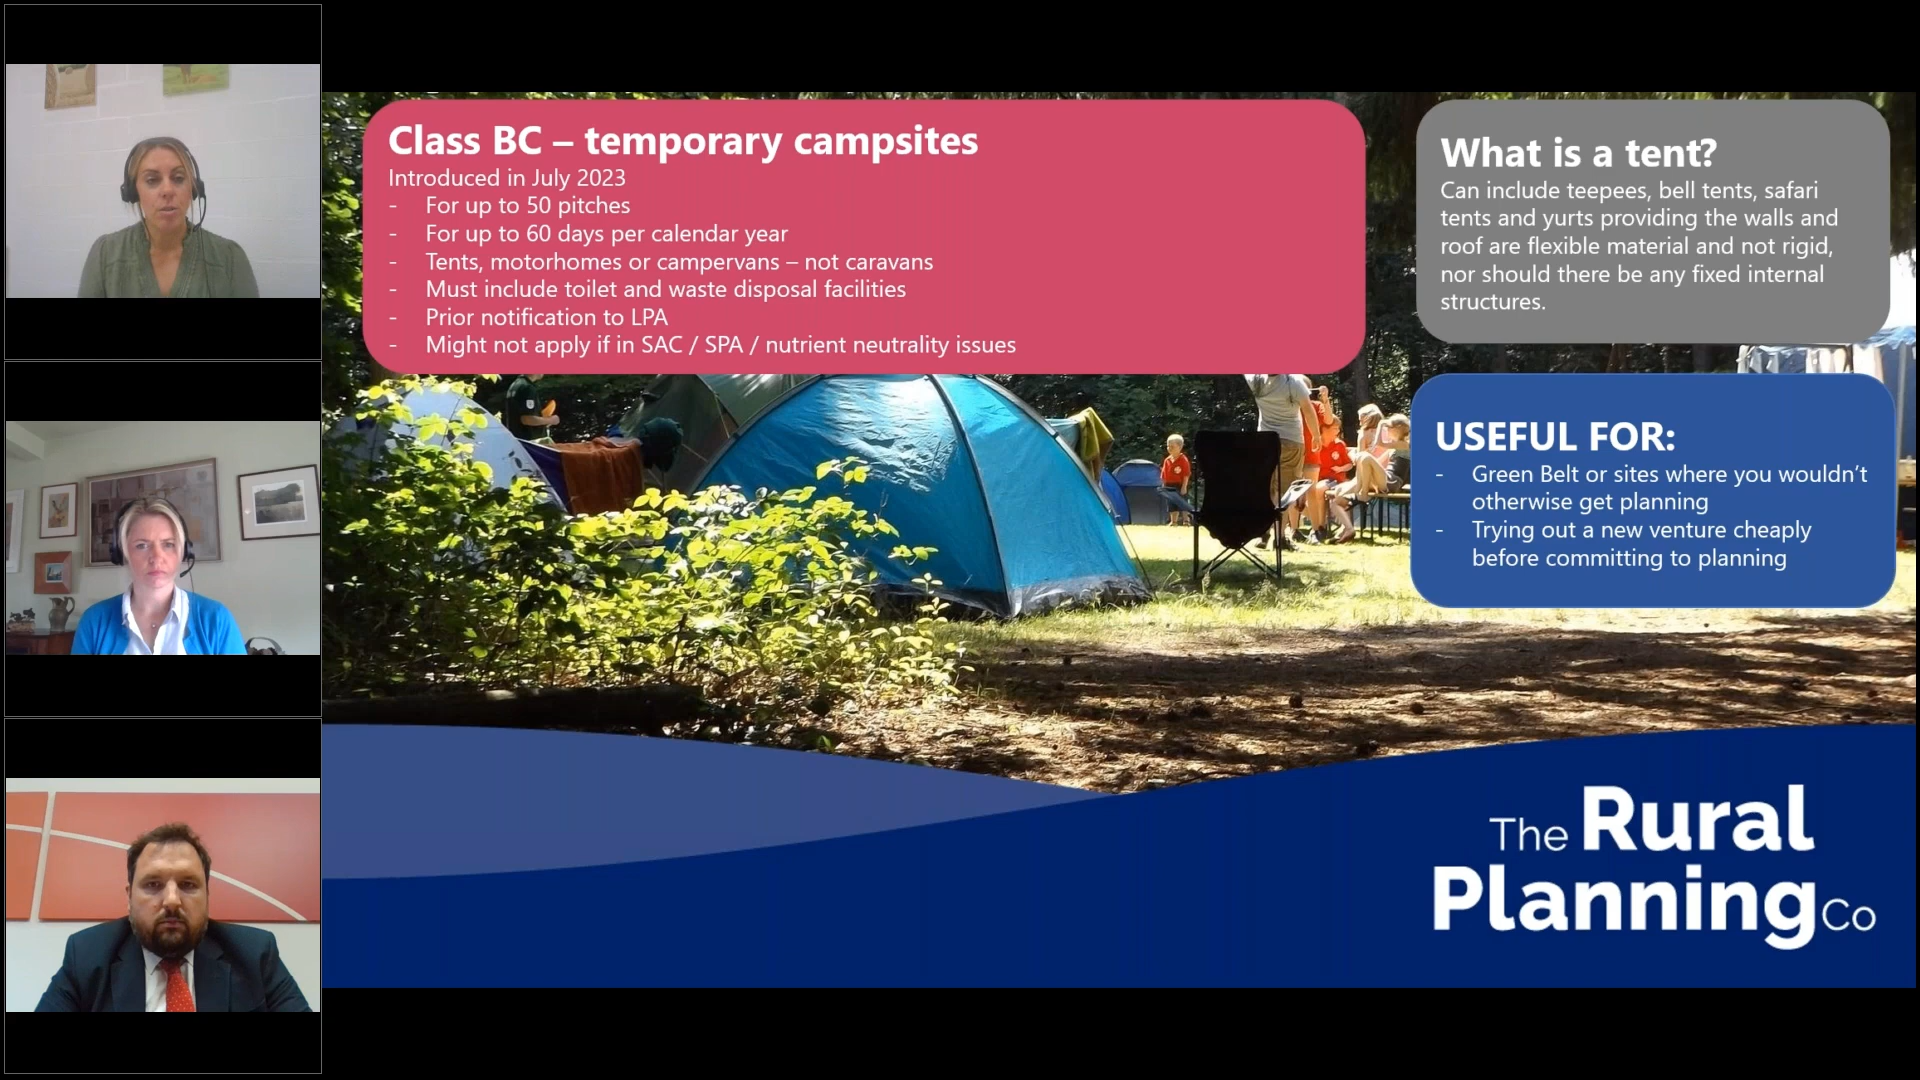 Class BC – temporary campsites
Introduced in July 2023
- For up to 50 pitches
- For up to 60 days per calendar year
- Tents, motorhomes or campervans – not caravans
- Must include toilet and waste disposal facilities
- Prior notification to LPA
- Might not apply if in SAC / SPA / nutrient neutrality issues
What is a tent?
Can include teepees, bell tents, safari
tents and yurts providing the walls and
roof are flexible material and not rigid,
nor should there be any fixed internal
structures.
USEFUL FOR:
- Green Belt or sites where you wouldn’t
otherwise get planning
- Trying out a new venture cheaply
before committing to planning
The Rural
Planning Co